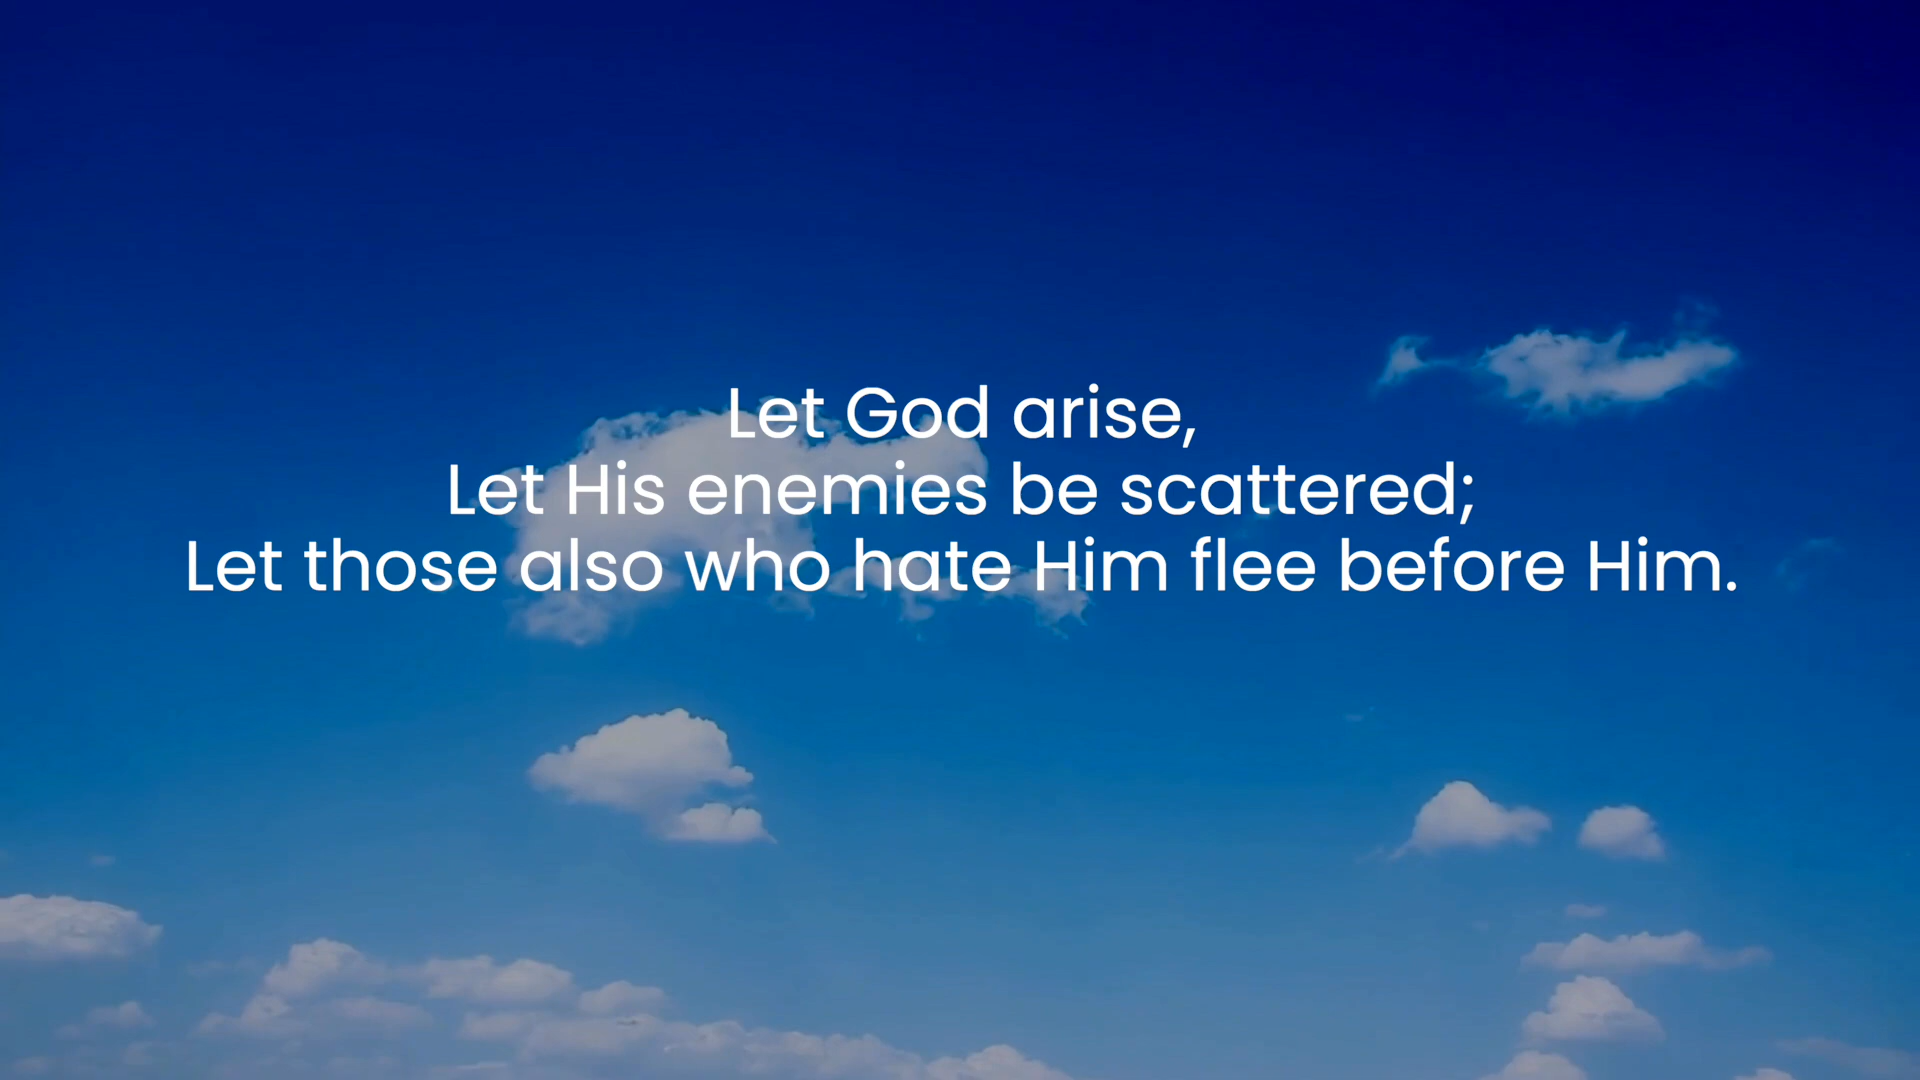 Let God arise,
Let His enemies be scattered;
Let those also who hate Him flee before Him.